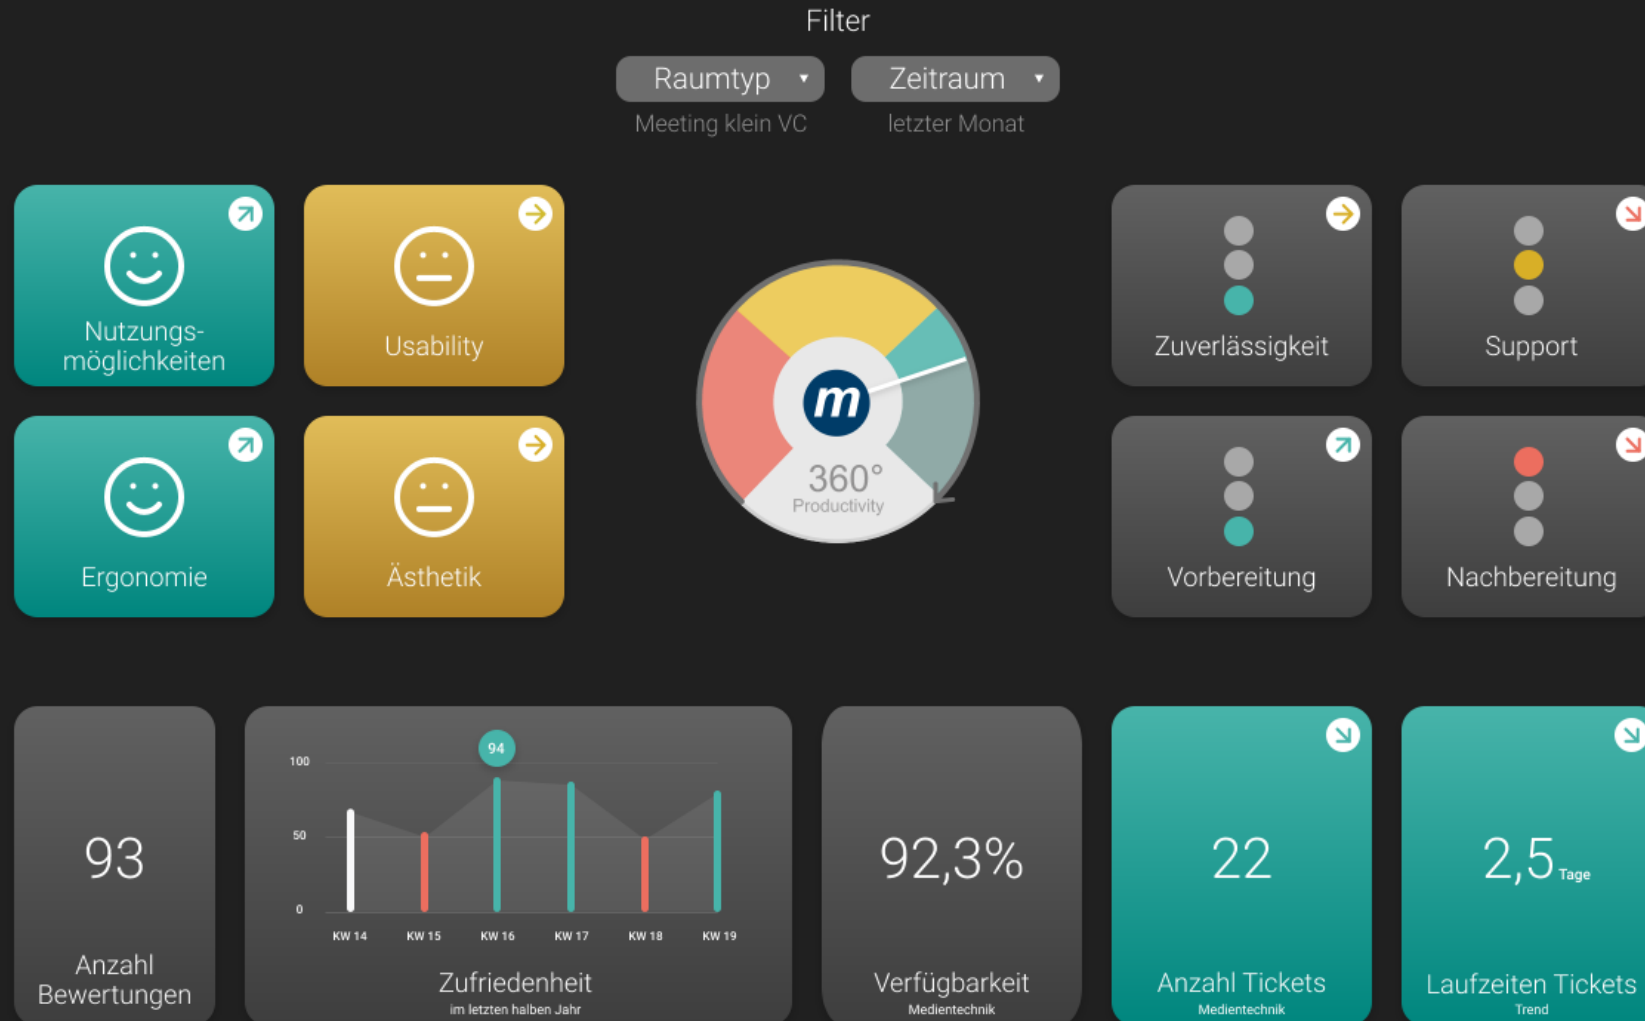 Filter
Raumtyp
Zeitraum
Meeting klein VC
letzter Monat
Nutzungs-
möglichkeiten
Usability
Zuverlässigkeit
Support
m
360°
Productivity
Ergonomie
Ästhetik
Vorbereitung
Nachbereitung
93
Anzahl
Bewertungen
94
100
50
0
KW 14
KW 15
KW 16
KW 17
KW 18
KW 19
Zufriedenheit
im letzten halben Jahr
92,3%
Verfügbarkeit
Medientechnik
22
Anzahl Tickets
Medientechnik
2,5 Tage
Laufzeiten Tickets
Trend